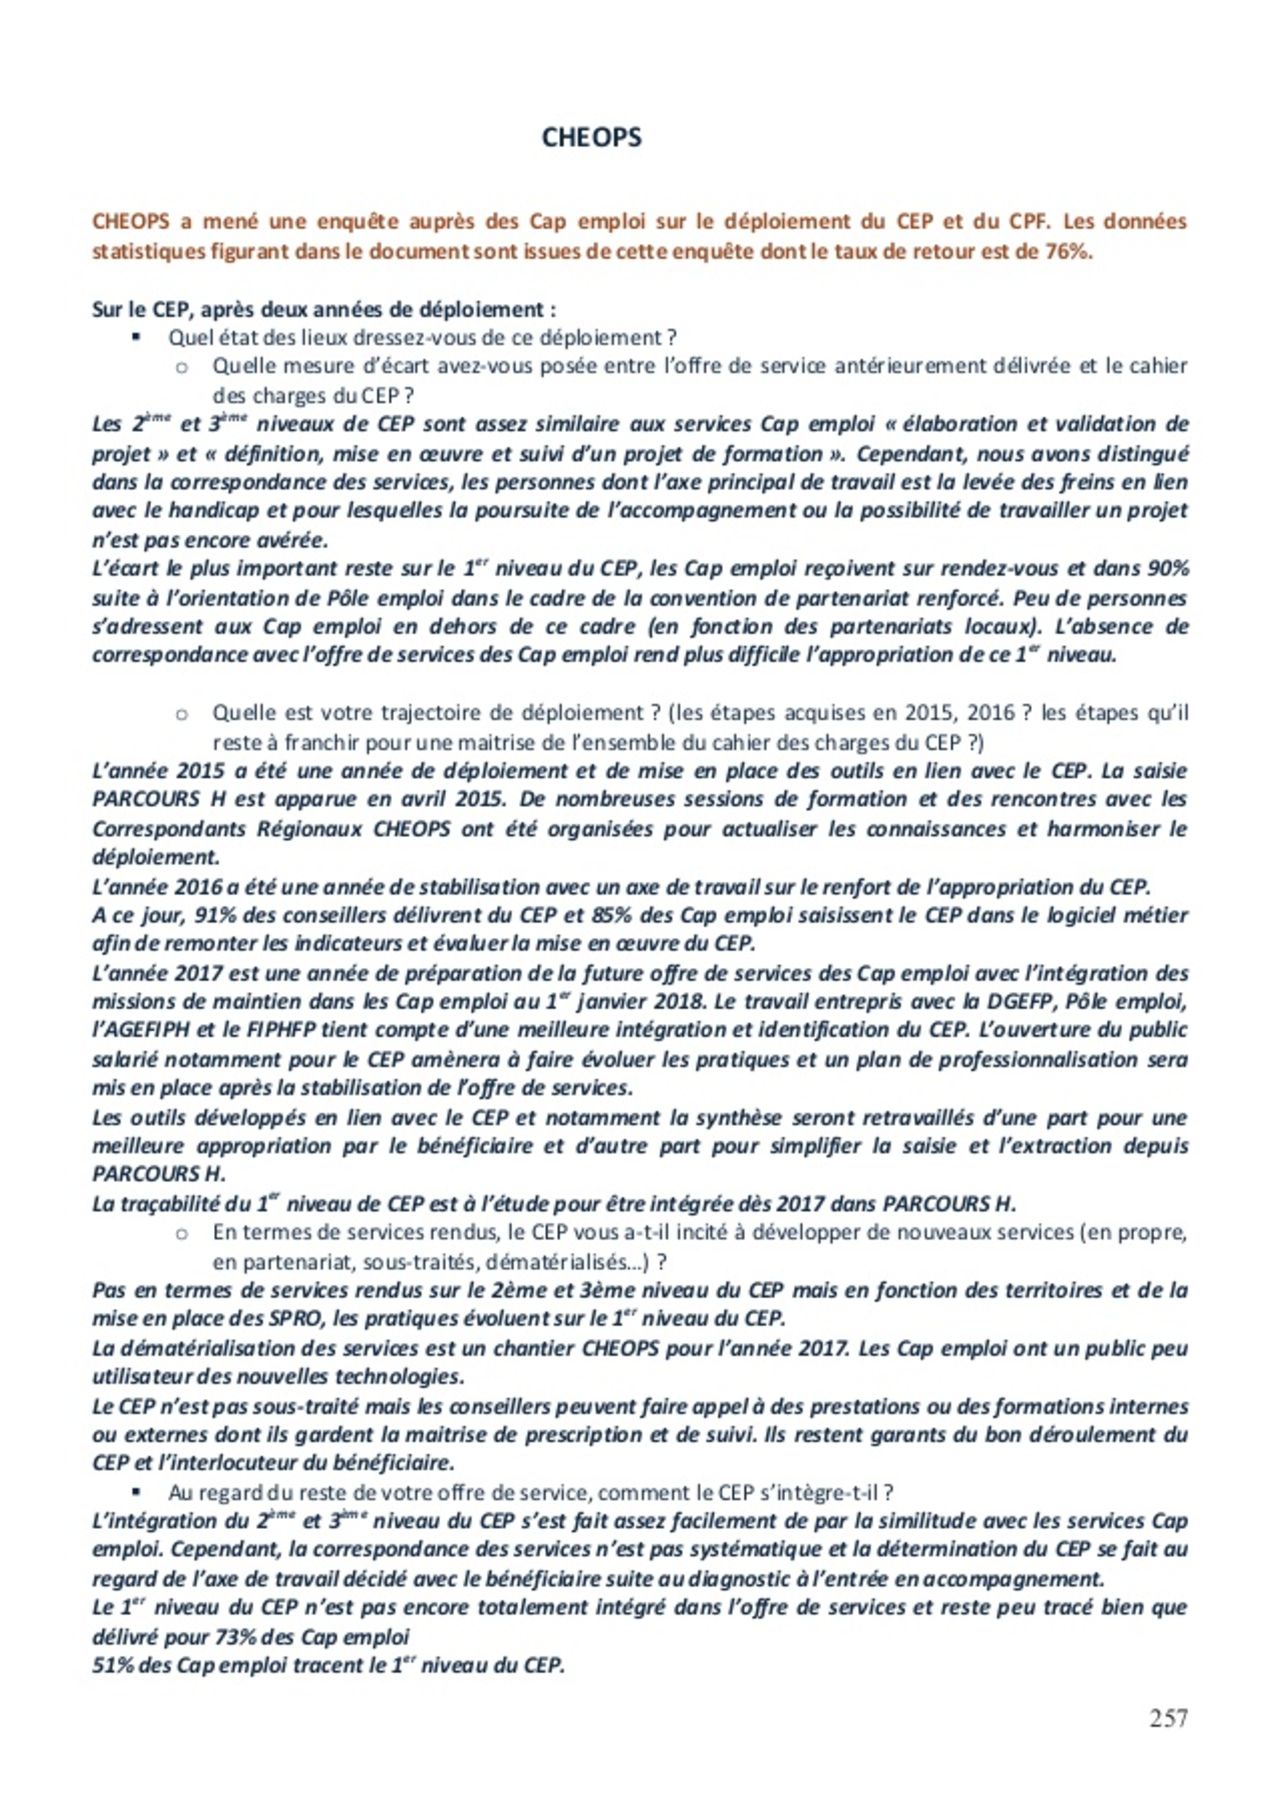 CHEOPS
CHEOPS a mené une enquête auprès des Cap emploi sur le déploiement du CEP et du CPF. Les données
statistiques figurant dans le document sont issues de cette enquête dont le taux de retour est de 76%.
Sur le CEP, après deux années de déploiement :
▪ Quel état des lieux dressez-vous de ce déploiement ?
o Quelle mesure d’écart avez-vous posée entre l’offre de service antérieurement délivrée et le cahier
des charges du CEP ?
Les 2ème et 3ème niveaux de CEP sont assez similaire aux services Cap emploi « élaboration et validation de
projet » et « définition, mise en œuvre et suivi d’un projet de formation ». Cependant, nous avons distingué
dans la correspondance des services, les personnes dont l’axe principal de travail est la levée des freins en lien
avec le handicap et pour lesquelles la poursuite de l’accompagnement ou la possibilité de travailler un projet
n’est pas encore avérée.
L’écart le plus important reste sur le 1er niveau du CEP, les Cap emploi reçoivent sur rendez-vous et dans 90%
suite à l’orientation de Pôle emploi dans le cadre de la convention de partenariat renforcé. Peu de personnes
s’adressent aux Cap emploi en dehors de ce cadre (en fonction des partenariats locaux). L’absence de
correspondance avec l’offre de services des Cap emploi rend plus difficile l’appropriation de ce 1er niveau.
o Quelle est votre trajectoire de déploiement ? (les étapes acquises en 2015, 2016 ? les étapes qu’il
reste à franchir pour une maitrise de l’ensemble du cahier des charges du CEP ?)
L’année 2015 a été une année de déploiement et de mise en place des outils en lien avec le CEP. La saisie
PARCOURS H est apparue en avril 2015. De nombreuses sessions de formation et des rencontres avec les
Correspondants Régionaux CHEOPS ont été organisées pour actualiser les connaissances et harmoniser le
déploiement.
L’année 2016 a été une année de stabilisation avec un axe de travail sur le renfort de l’appropriation du CEP.
A ce jour, 91% des conseillers délivrent du CEP et 85% des Cap emploi saisissent le CEP dans le logiciel métier
afin de remonter les indicateurs et évaluer la mise en œuvre du CEP.
L’année 2017 est une année de préparation de la future offre de services des Cap emploi avec l’intégration des
missions de maintien dans les Cap emploi au 1er janvier 2018. Le travail entrepris avec la DGEFP, Pôle emploi,
l’AGEFIPH et le FIPHFP tient compte d’une meilleure intégration et identification du CEP. L’ouverture du public
salarié notamment pour le CEP amènera à faire évoluer les pratiques et un plan de professionnalisation sera
mis en place après la stabilisation de l’offre de services.
Les outils développés en lien avec le CEP et notamment la synthèse seront retravaillés d’une part pour une
meilleure appropriation par le bénéficiaire et d’autre part pour simplifier la saisie et l’extraction depuis
PARCOURS H.
La traçabilité du 1er niveau de CEP est à l’étude pour être intégrée dès 2017 dans PARCOURS H.
o En termes de services rendus, le CEP vous a-t-il incité à développer de nouveaux services (en propre,
en partenariat, sous-traités, dématérialisés…) ?
Pas en termes de services rendus sur le 2ème et 3ème niveau du CEP mais en fonction des territoires et de la
mise en place des SPRO, les pratiques évoluent sur le 1er niveau du CEP.
La dématérialisation des services est un chantier CHEOPS pour l’année 2017. Les Cap emploi ont un public peu
utilisateur des nouvelles technologies.
Le CEP n’est pas sous-traité mais les conseillers peuvent faire appel à des prestations ou des formations internes
ou externes dont ils gardent la maitrise de prescription et de suivi. Ils restent garants du bon déroulement du
CEP et l’interlocuteur du bénéficiaire.
▪ Au regard du reste de votre offre de service, comment le CEP s’intègre-t-il ?
L’intégration du 2ème et 3ème niveau du CEP s’est fait assez facilement de par la similitude avec les services Cap
emploi. Cependant, la correspondance des services n’est pas systématique et la détermination du CEP se fait au
regard de l’axe de travail décidé avec le bénéficiaire suite au diagnostic à l’entrée en accompagnement.
Le 1er niveau du CEP n’est pas encore totalement intégré dans l’offre de services et reste peu tracé bien que
délivré pour 73% des Cap emploi
51% des Cap emploi tracent le 1er niveau du CEP.
257